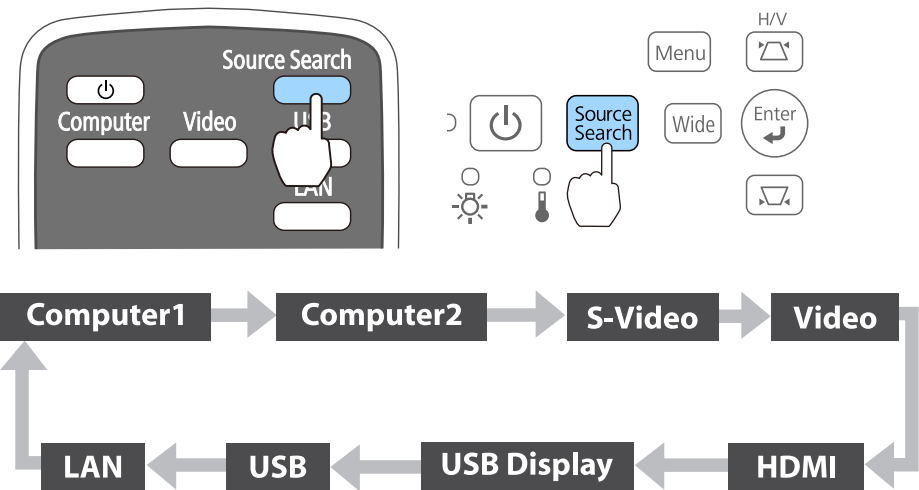 Source Search
Computer
Video
USB
LAN
H/V
Menu
Source
Search
Wide
Enter
Computer1
Computer2
S-Video
Video
LAN
USB
USB Display
HDMI